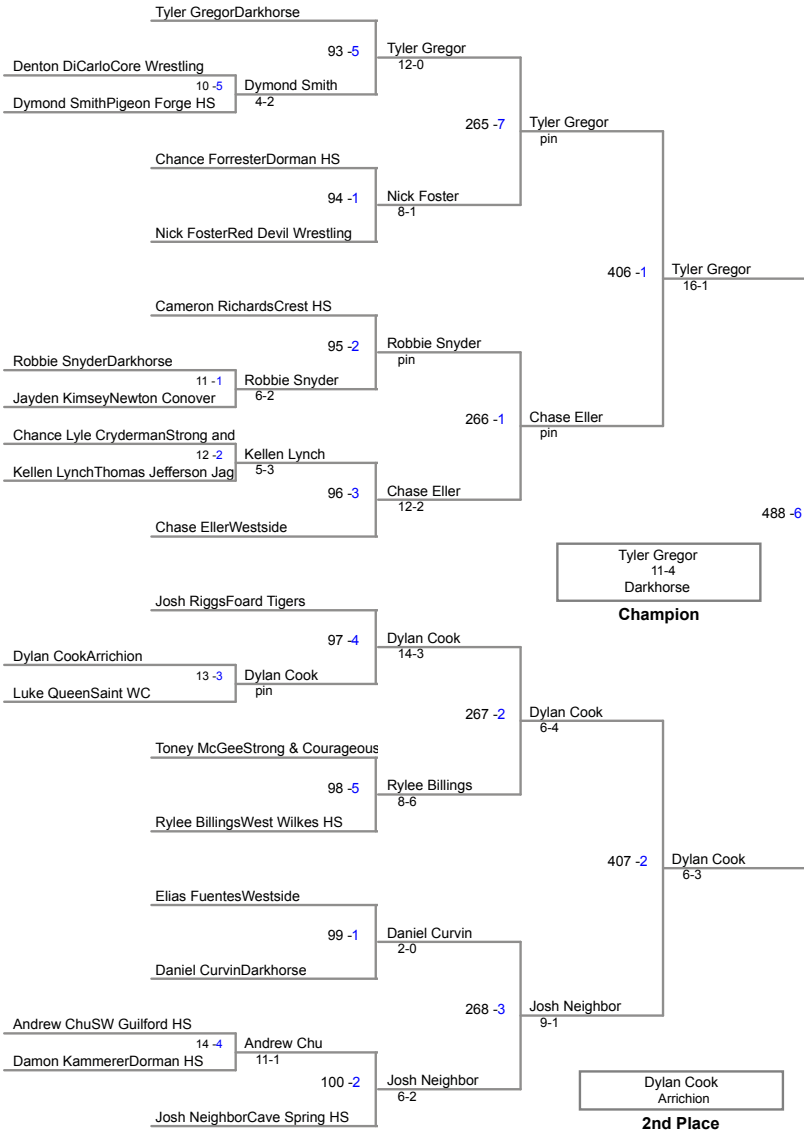 Tyler GregorDarkhorse
93 -5
Tyler Gregor
12-0
Denton DiCarloCore Wrestling
10 -5
Dymond Smith
4-2
Dymond SmithPigeon Forge HS
265 -7
Tyler Gregor
pin
Chance ForresterDorman HS
94 -1
Nick Foster
8-1
Nick FosterRed Devil Wrestling
406 -1
Tyler Gregor
16-1
Cameron RichardsCrest HS
95 -2
Robbie Snyder
pin
Robbie SnyderDarkhorse
11 -1
Robbie Snyder
6-2
Jayden KimseyNewton Conover
266 -1
Chase Eller
pin
Chance Lyle CrydermanStrong and
12 -2
Kellen Lynch
5-3
Kellen LynchThomas Jefferson Jag
96 -3
Chase Eller
12-2
Chase EllerWestside
488 -6
Tyler Gregor
11-4
Darkhorse
Champion
Josh RiggsFoard Tigers
97 -4
Dylan Cook
14-3
Dylan CookArrichion
13 -3
Dylan Cook
pin
Luke QueenSaint WC
267 -2
Dylan Cook
6-4
Toney McGeeStrong & Courageous
98 -5
Rylee Billings
8-6
Rylee BillingsWest Wilkes HS
407 -2
Dylan Cook
6-3
Elias FuentesWestside
99 -1
Daniel Curvin
2-0
Daniel CurvinDarkhorse
268 -3
Josh Neighbor
9-1
Andrew ChuSW Guilford HS
14 -4
Andrew Chu
11-1
Damon KammererDorman HS
100 -2
Josh Neighbor
6-2
Josh NeighborCave Spring HS
Dylan Cook
Arrichion
2nd Place